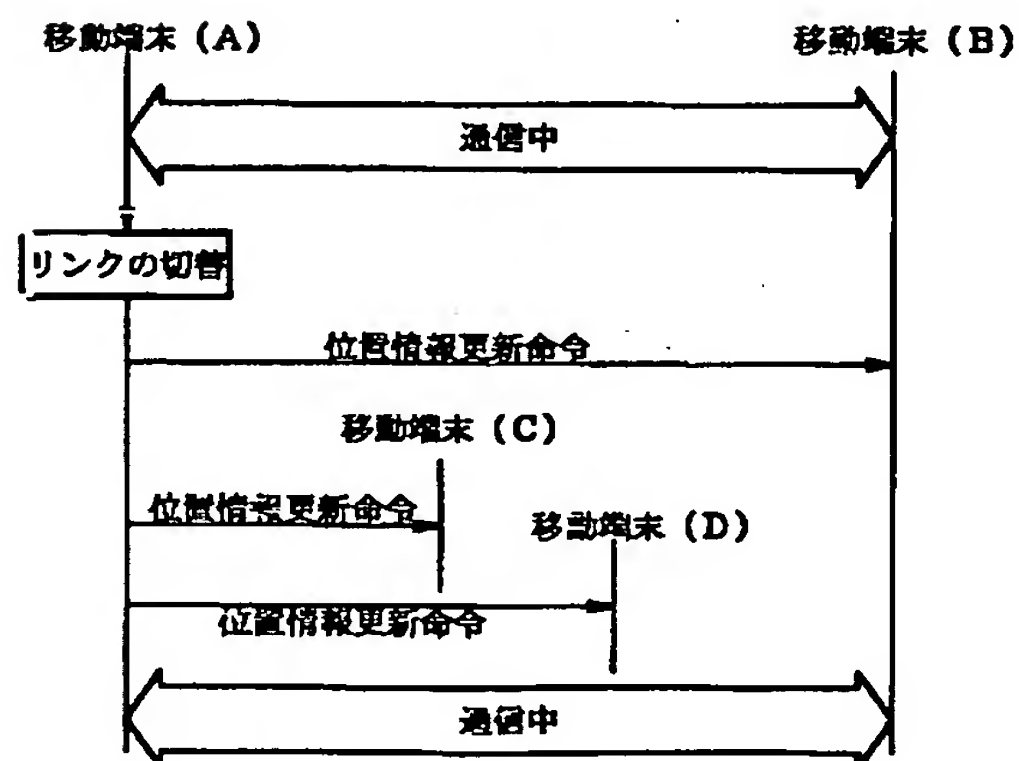 移動端末（A）
移動端末（B）
通信中
リンクの切替
位置情報更新命令
移動端末（C）
位置情報更新命令
移動端末（D）
位置情報更新命令
通信中